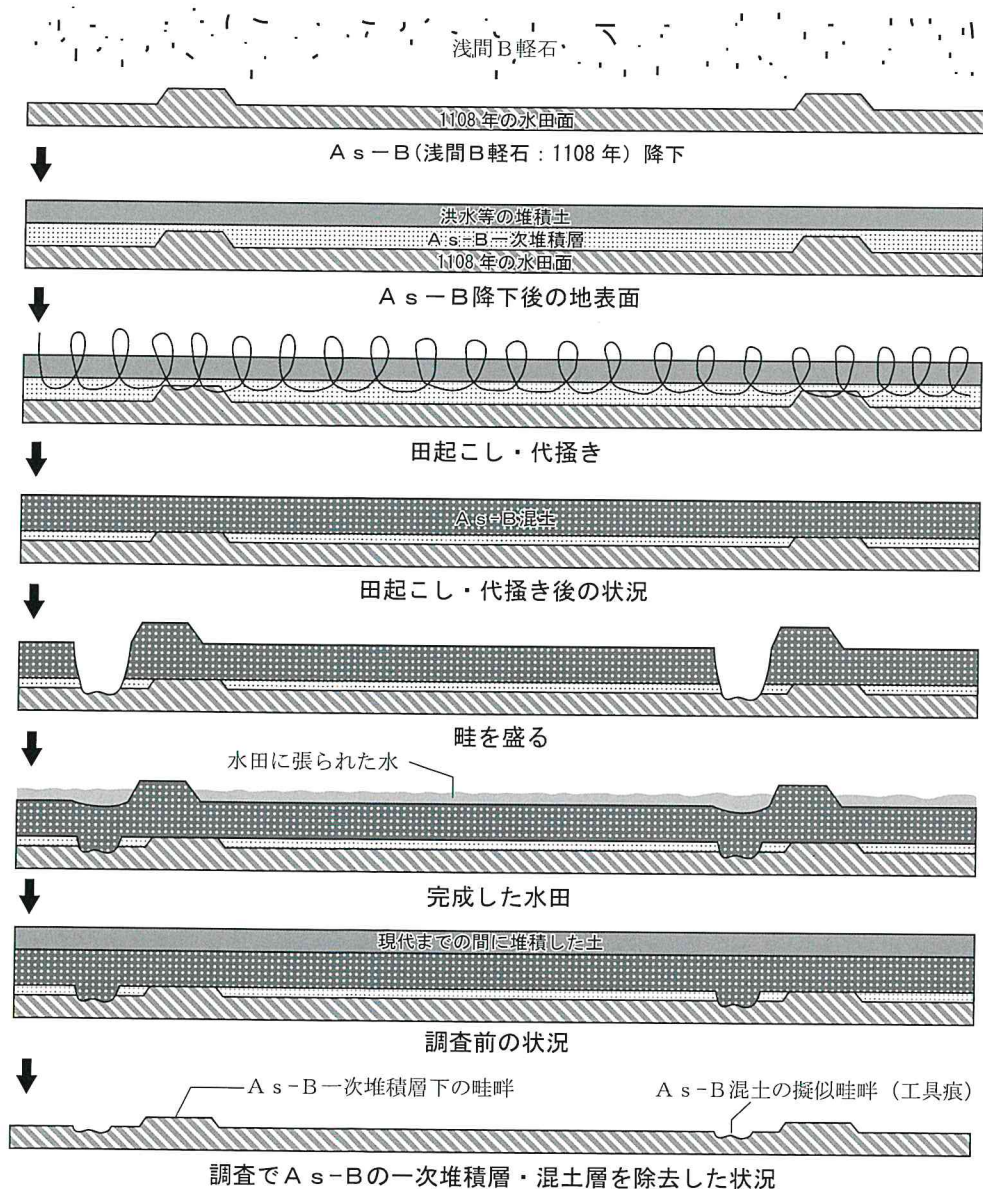 浅間B軽石
1108年の水田面
As－B(浅間B軽石：1108年) 降下
洪水等の堆積土
As-B一次堆積層
1108年の水田面
As－B降下後の地表面
田起こし・代掻き
As-B混土
田起こし・代掻き後の状況
畦を盛る
水田に張られた水
完成した水田
現代までの間に堆積した土
調査前の状況
As-B一次堆積層下の畦畔
As-B混土の擬似畦畔（工具痕）
調査でAs-Bの一次堆積層・混土層を除去した状況